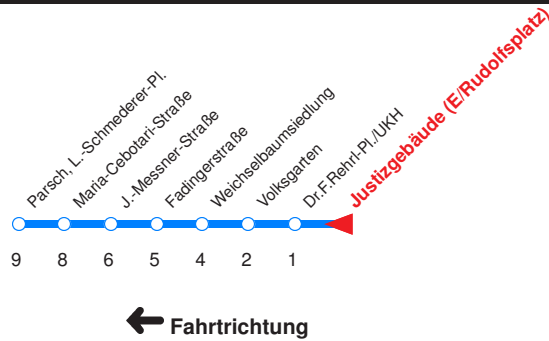 Parsch, L.-Schmederer-Pl.
Maria-Cebotari-Straße
J.-Messner-Straße
Fadingerstraße
Weichselbaumsiedlung
Volksgarten
Dr.F.Rehrl-Pl./UKH
Justizgebäude (E/Rudolfsplatz)
9 8 6 5 4 2 1
Fahrtrichtung